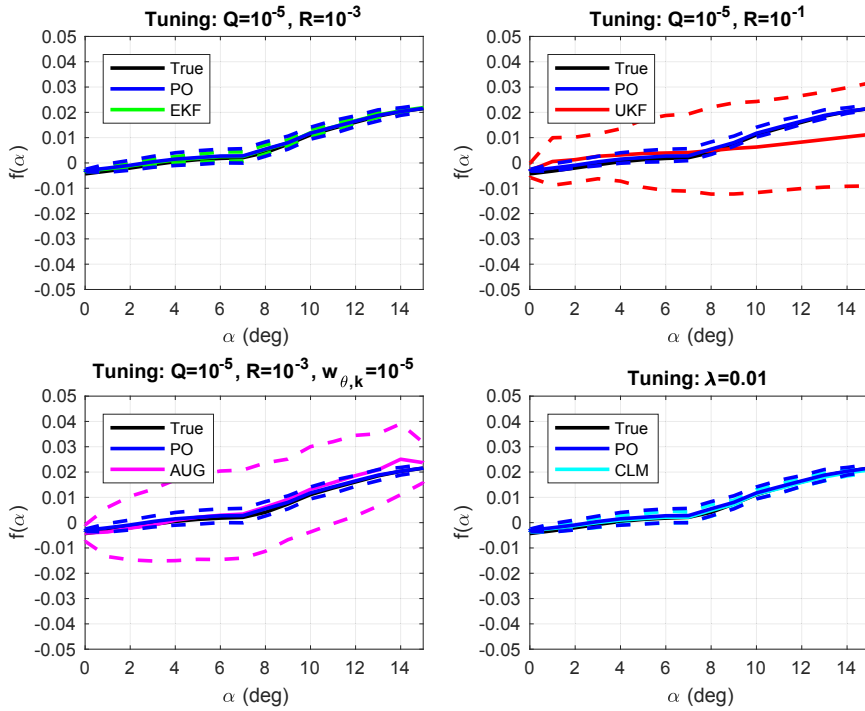 Tuning: Q=10⁻⁵, R=10⁻³
0.05
0.04
0.03
0.02
0.01
0
-0.01
-0.02
-0.03
-0.04
-0.05
f(α)
True
PO
EKF
0 2 4 6 8 10 12 14
α (deg)
Tuning: Q=10⁻⁵, R=10⁻¹
0.05
0.04
0.03
0.02
0.01
0
-0.01
-0.02
-0.03
-0.04
-0.05
f(α)
True
PO
UKF
0 2 4 6 8 10 12 14
α (deg)
Tuning: Q=10⁻⁵, R=10⁻³, w_θ,k=10⁻⁵
0.05
0.04
0.03
0.02
0.01
0
-0.01
-0.02
-0.03
-0.04
-0.05
f(α)
True
PO
AUG
0 2 4 6 8 10 12 14
α (deg)
Tuning: λ=0.01
0.05
0.04
0.03
0.02
0.01
0
-0.01
-0.02
-0.03
-0.04
-0.05
f(α)
True
PO
CLM
0 2 4 6 8 10 12 14
α (deg)